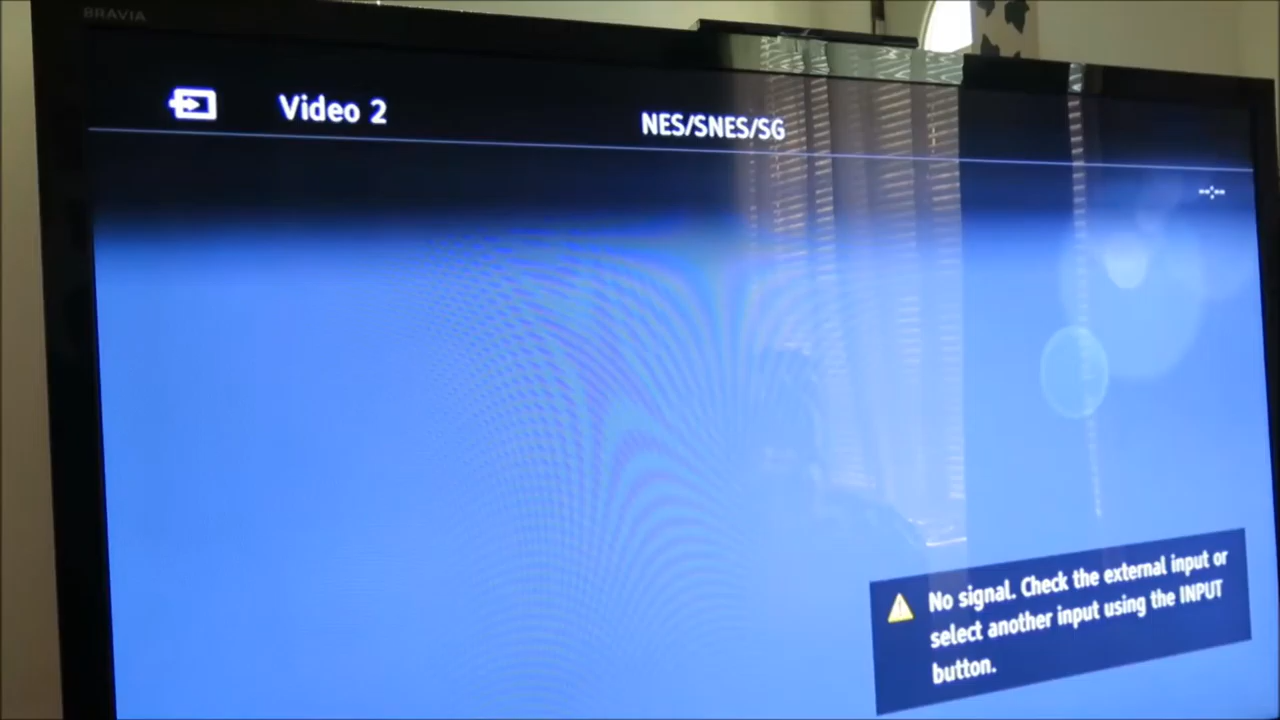 BRAVIA
Video 2
NES/SNES/SG
--:--
No signal. Check the external input or
select another input using the INPUT
button.